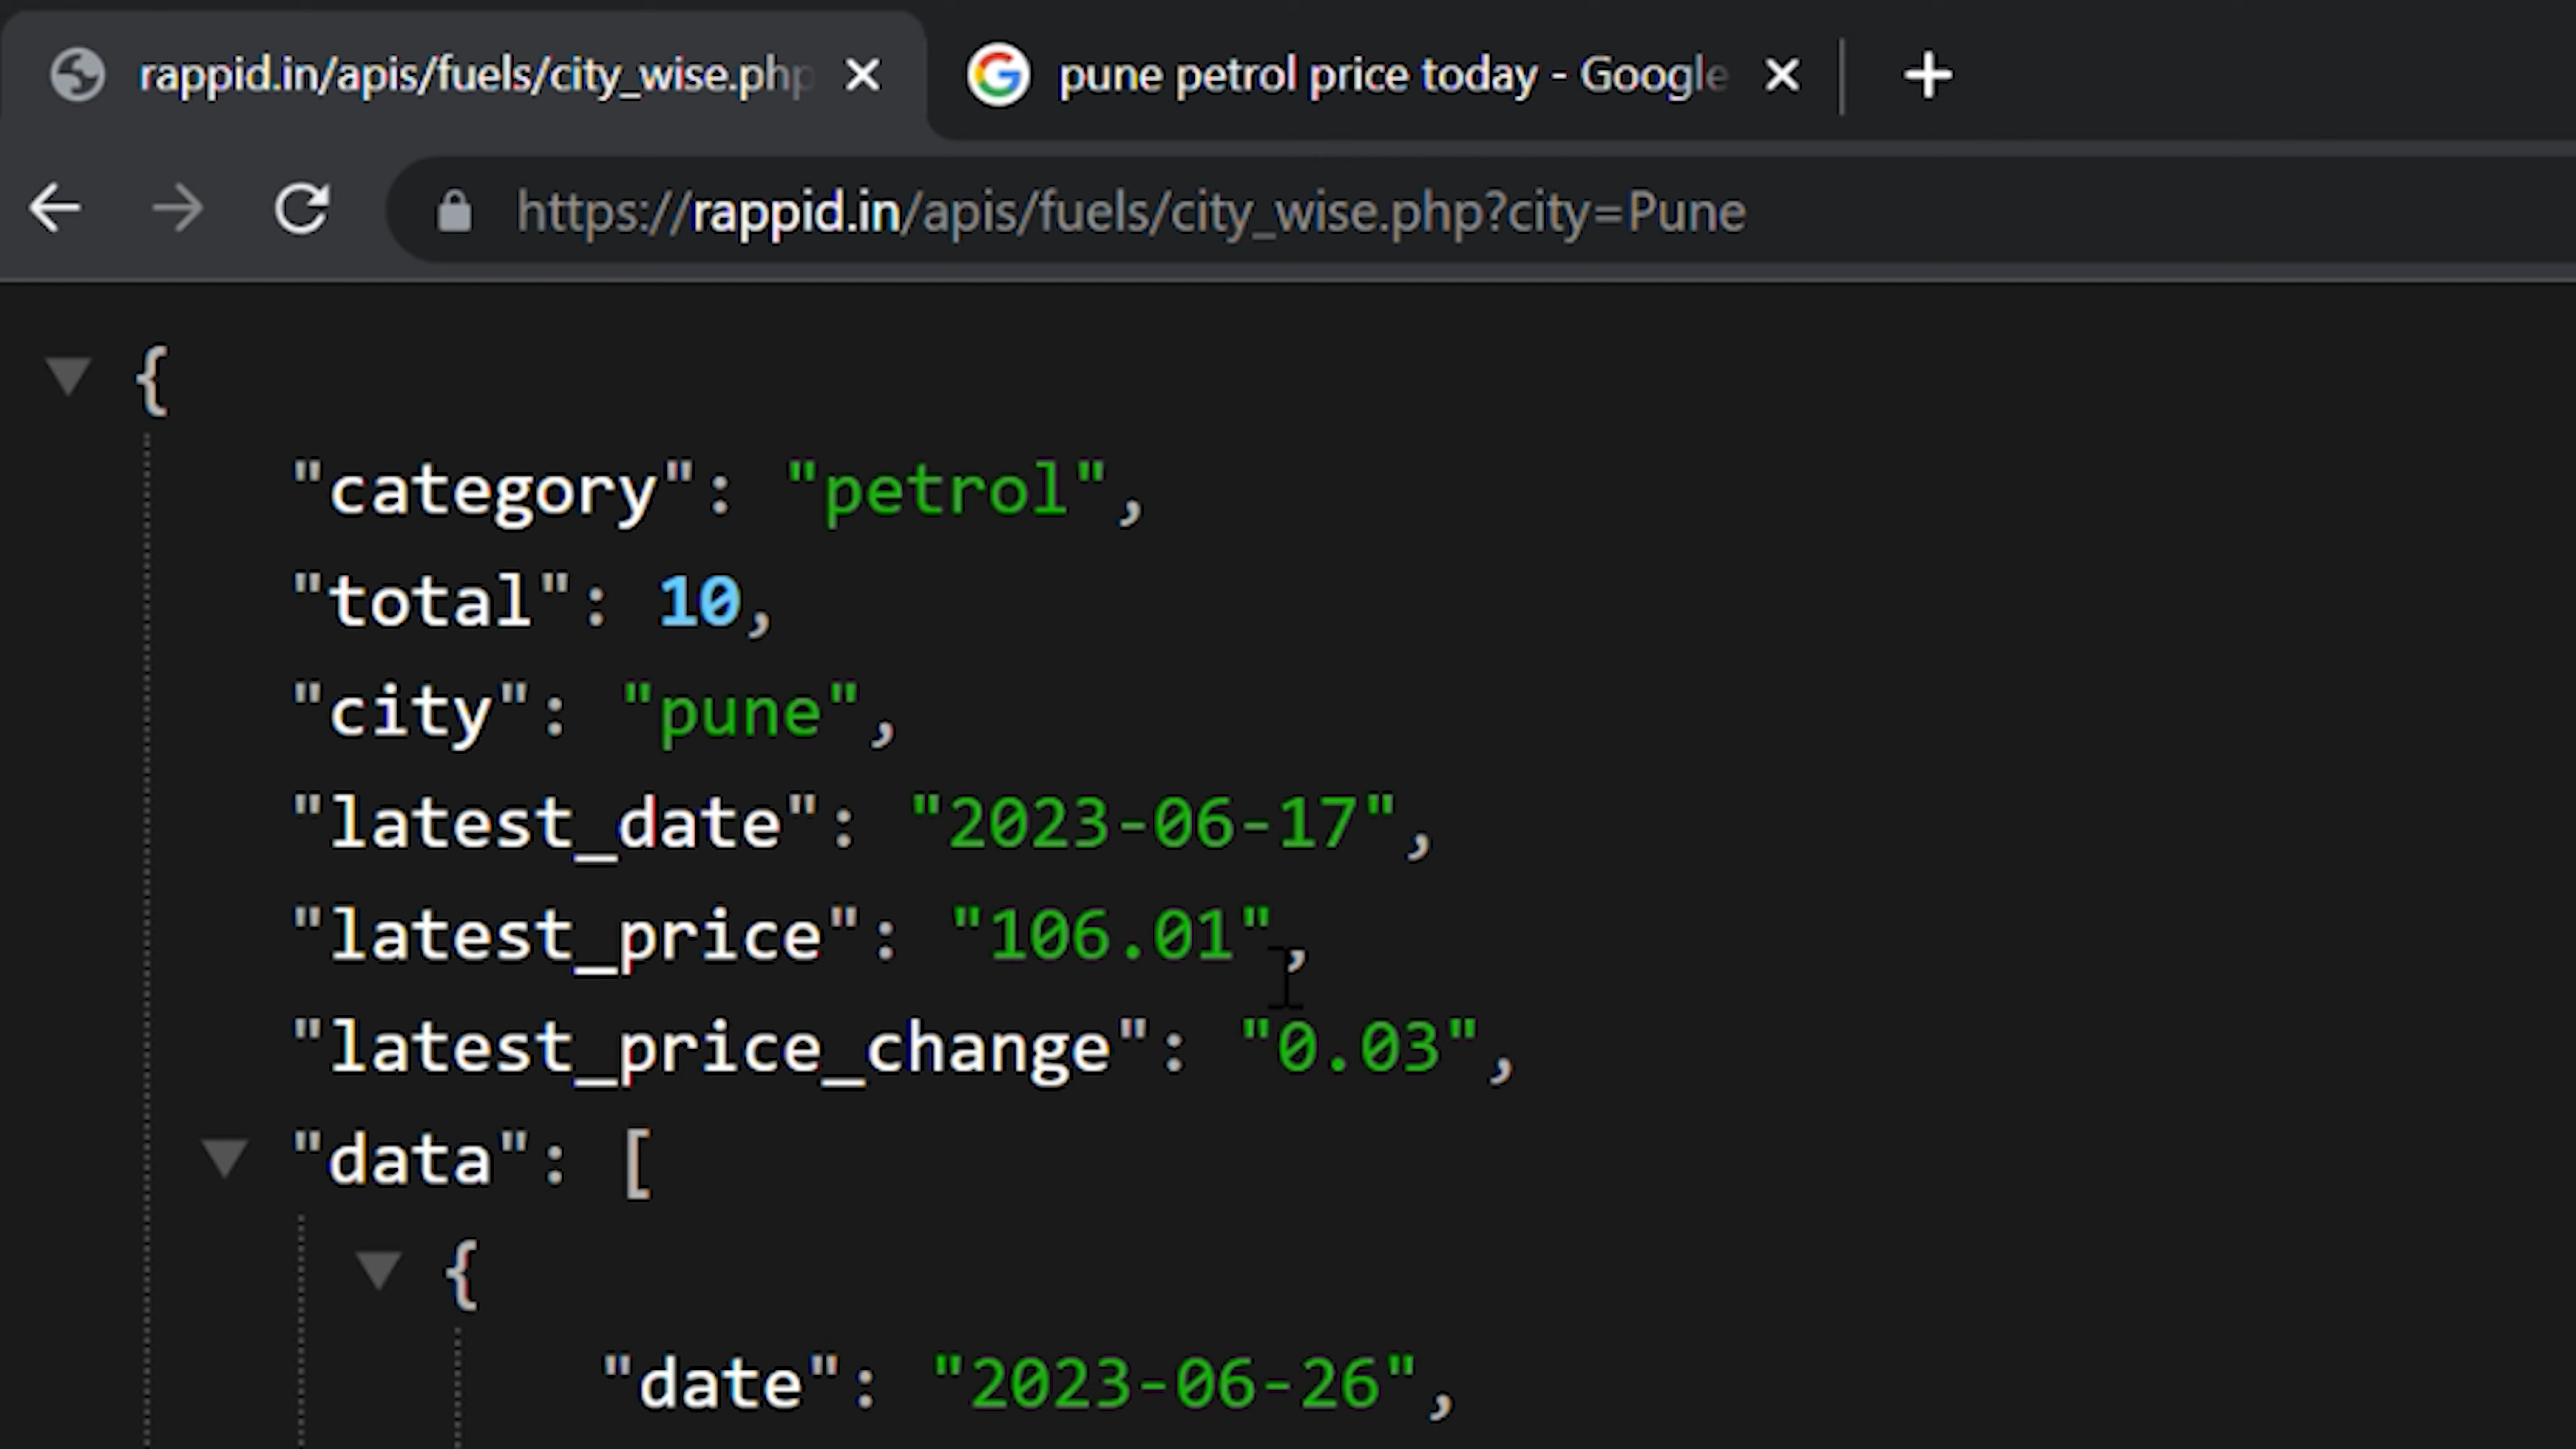 rappid.in/apis/fuels/city_wise.php
pune petrol price today - Google
https://rappid.in/apis/fuels/city_wise.php?city=Pune
{
"category": "petrol",
"total": 10,
"city": "pune",
"latest_date": "2023-06-17",
"latest_price": "106.01",
"latest_price_change": "0.03",
"data": [
{
"date": "2023-06-26",